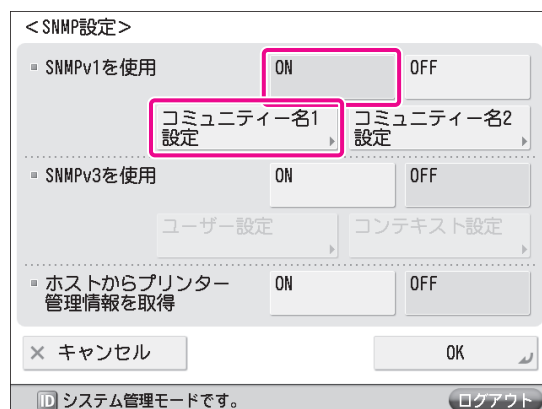 ＜SNMP設定＞
SNMPv1を使用 ON OFF
コミュニティー名1 コミュニティー名2
設定 設定
SNMPv3を使用 ON OFF
ユーザー設定 コンテキスト設定
ホストからプリンター ON OFF
管理情報を取得
× キャンセル OK
ID システム管理モードです。 ログアウト